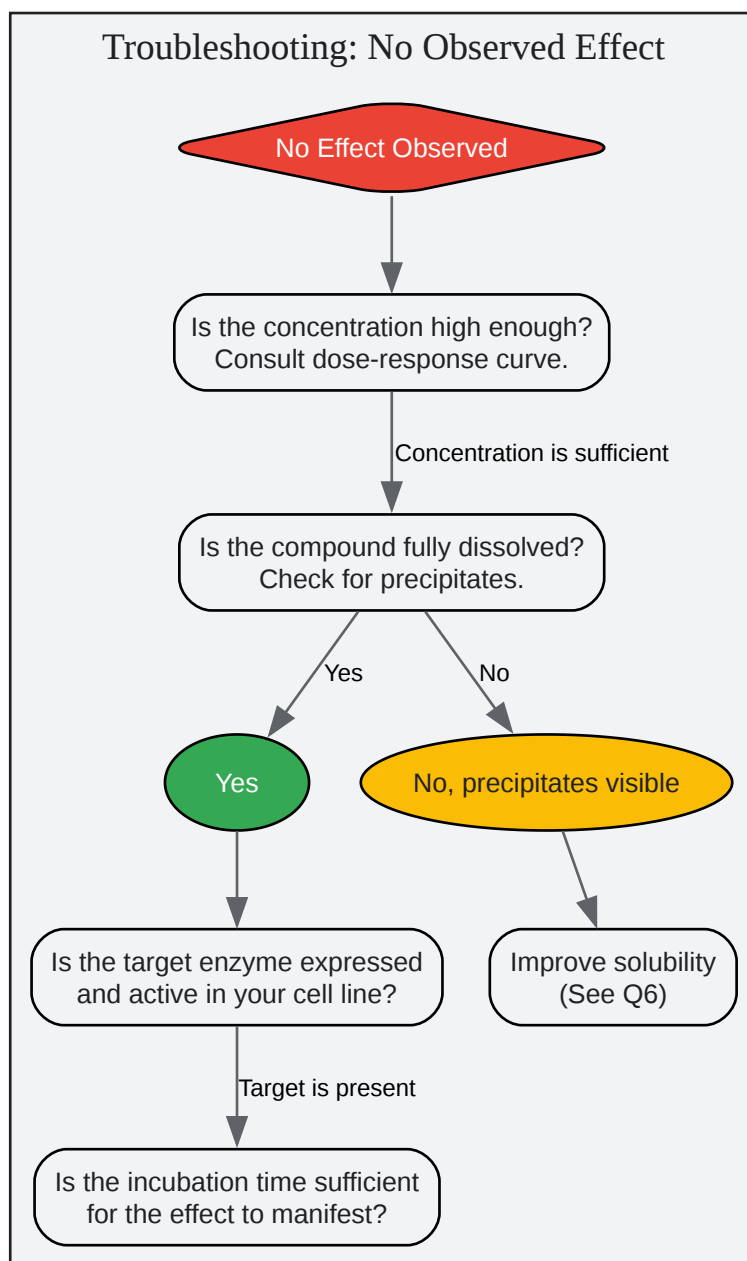 Troubleshooting: No Observed Effect
No Effect Observed
Is the concentration high enough?
Consult dose-response curve.
Concentration is sufficient
Is the compound fully dissolved?
Check for precipitates.
Yes
No
Yes
No, precipitates visible
Is the target enzyme expressed
and active in your cell line?
Improve solubility
(See Q6)
Target is present
Is the incubation time sufficient
for the effect to manifest?